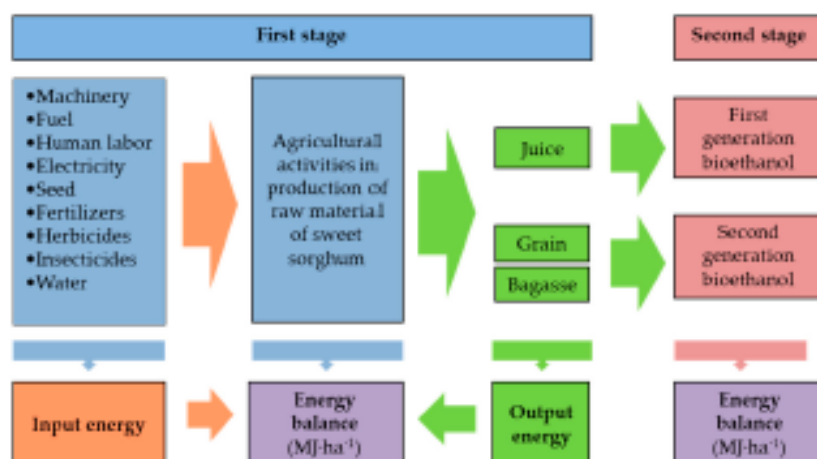 First stage
Second stage
•Machinery
•Fuel
•Human labor
•Electricity
•Seed
•Fertilizers
•Herbicides
•Insecticides
•Water
Agricultural
activities in
production of
raw material
of sweet
sorghum
Juice
Grain
Bagasse
First
generation
bioethanol
Second
generation
bioethanol
Input energy
Energy
balance
(MJ·ha⁻¹)
Output
energy
Energy
balance
(MJ·ha⁻¹)